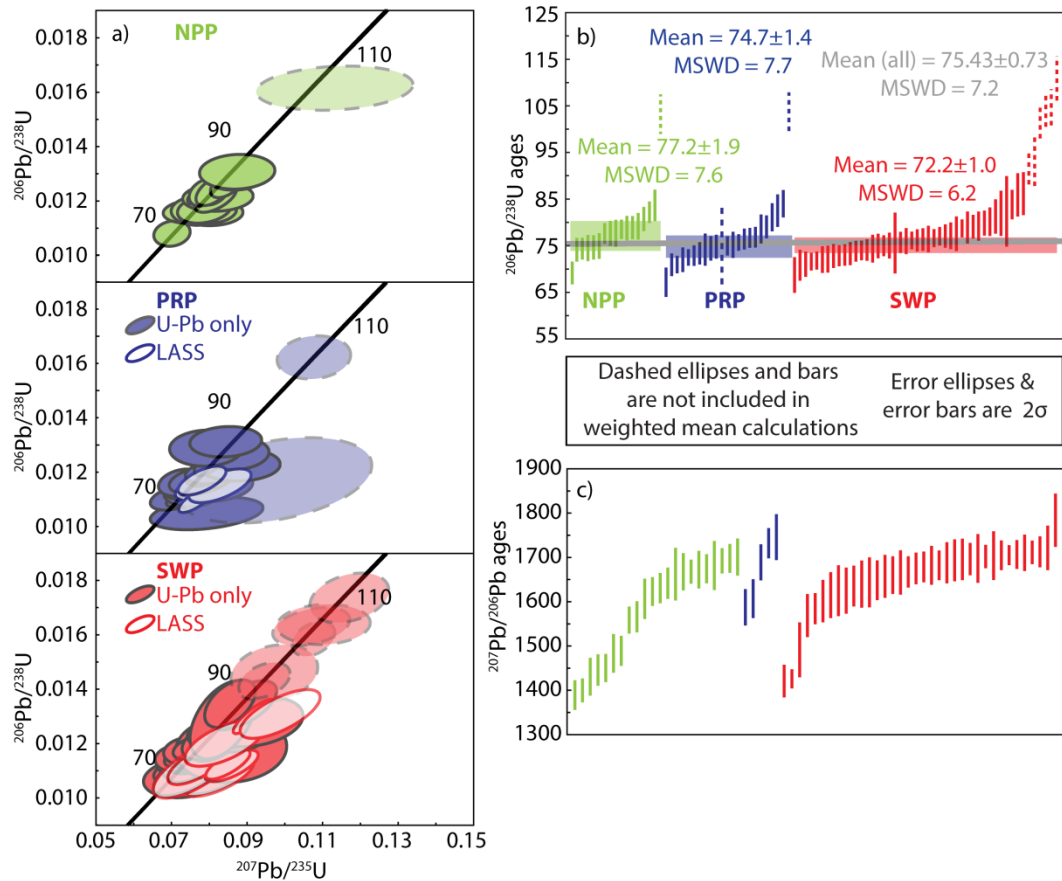 a)
NPP
0.018
0.016
0.014
0.012
0.010
206Pb/238U
110
90
70
PRP
U-Pb only
LASS
0.018
0.016
0.014
0.012
0.010
206Pb/238U
110
90
70
SWP
U-Pb only
LASS
0.018
0.016
0.014
0.012
0.010
206Pb/238U
110
90
70
0.05 0.07 0.09 0.11 0.13 0.15
207Pb/235U
b)
125
115
105
95
85
75
65
55
206Pb/238U ages
Mean = 74.7±1.4
MSWD = 7.7
Mean (all) = 75.43±0.73
MSWD = 7.2
Mean = 77.2±1.9
MSWD = 7.6
Mean = 72.2±1.0
MSWD = 6.2
NPP PRP SWP
Dashed ellipses and bars
are not included in
weighted mean calculations
Error ellipses &
error bars are 2σ
c)
1900
1800
1700
1600
1500
1400
1300
207Pb/206Pb ages